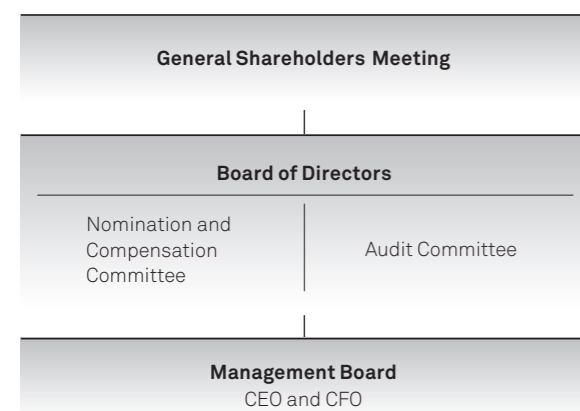 General Shareholders Meeting
Board of Directors
Nomination and
Compensation
Committee
Audit Committee
Management Board
CEO and CFO